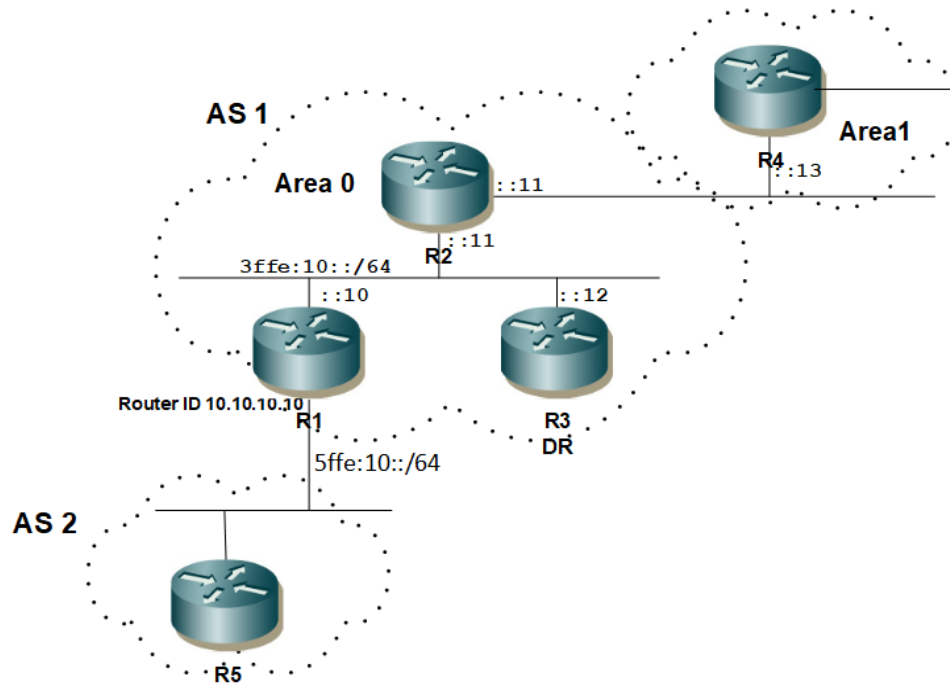 AS 1
Area 0
Area1
R4
::13
::11
::11
R2
3ffe:10::/64
::10
::12
Router ID 10.10.10.10
R1
R3
DR
5ffe:10::/64
AS 2
R5